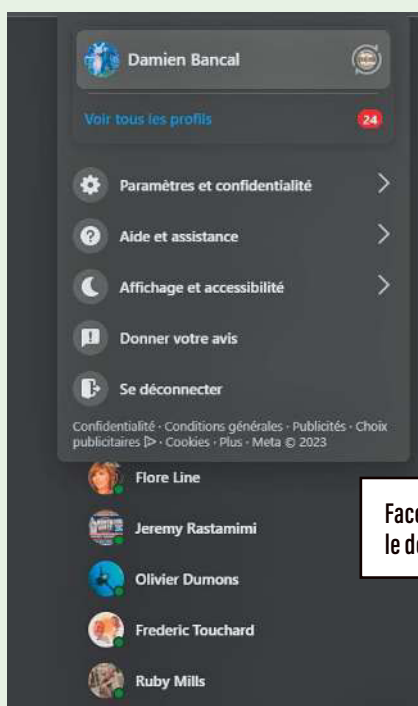 Damien Bancal
Voir tous les profils 24
Paramètres et confidentialité
Aide et assistance
Affichage et accessibilité
Donner votre avis
Se déconnecter
Confidentialité · Conditions générales · Publicités · Choix
publicitaires · Cookies · Plus · Meta © 2023
Flore Line
Jeremy Rastamimi
Olivier Dumons
Frederic Touchard
Ruby Mills
le